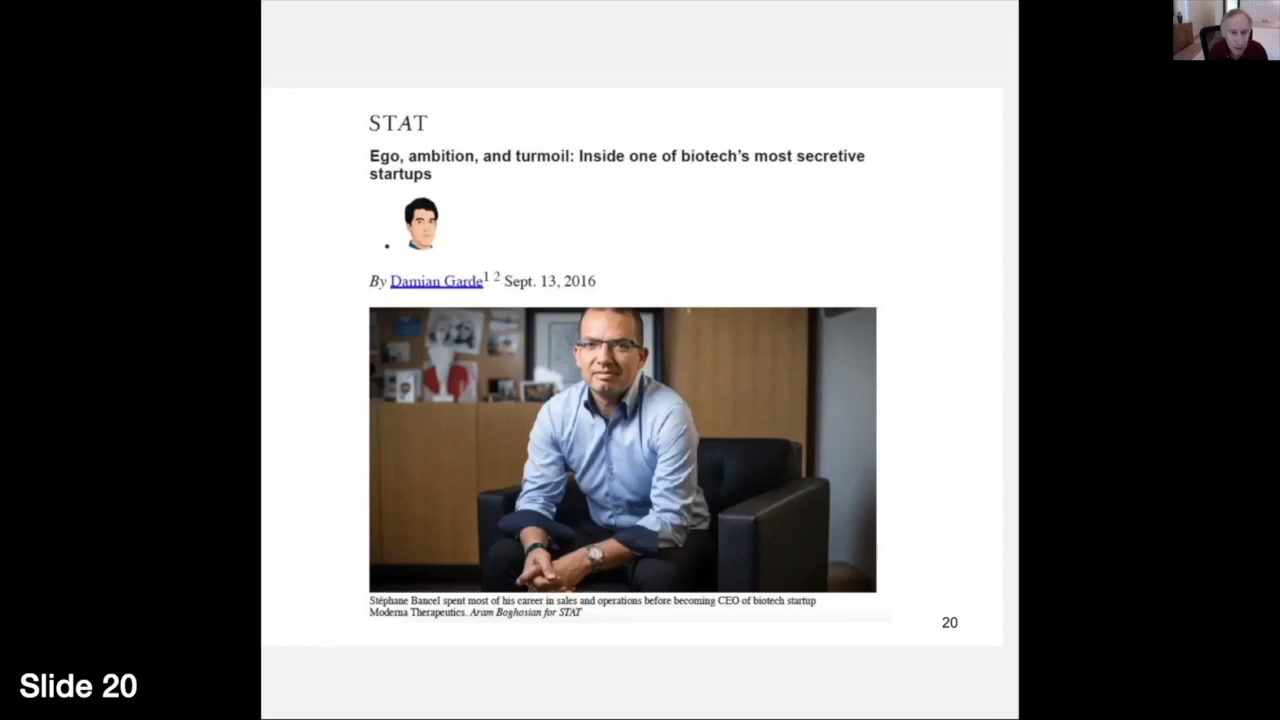 STAT
Ego, ambition, and turmoil: Inside one of biotech's most secretive
startups
By Damian Garde1 2 Sept. 13, 2016
Stéphane Bancel spent most of his career in sales and operations before becoming CEO of biotech startup
Moderna Therapeutics. Aram Boghosian for STAT
20
Slide 20